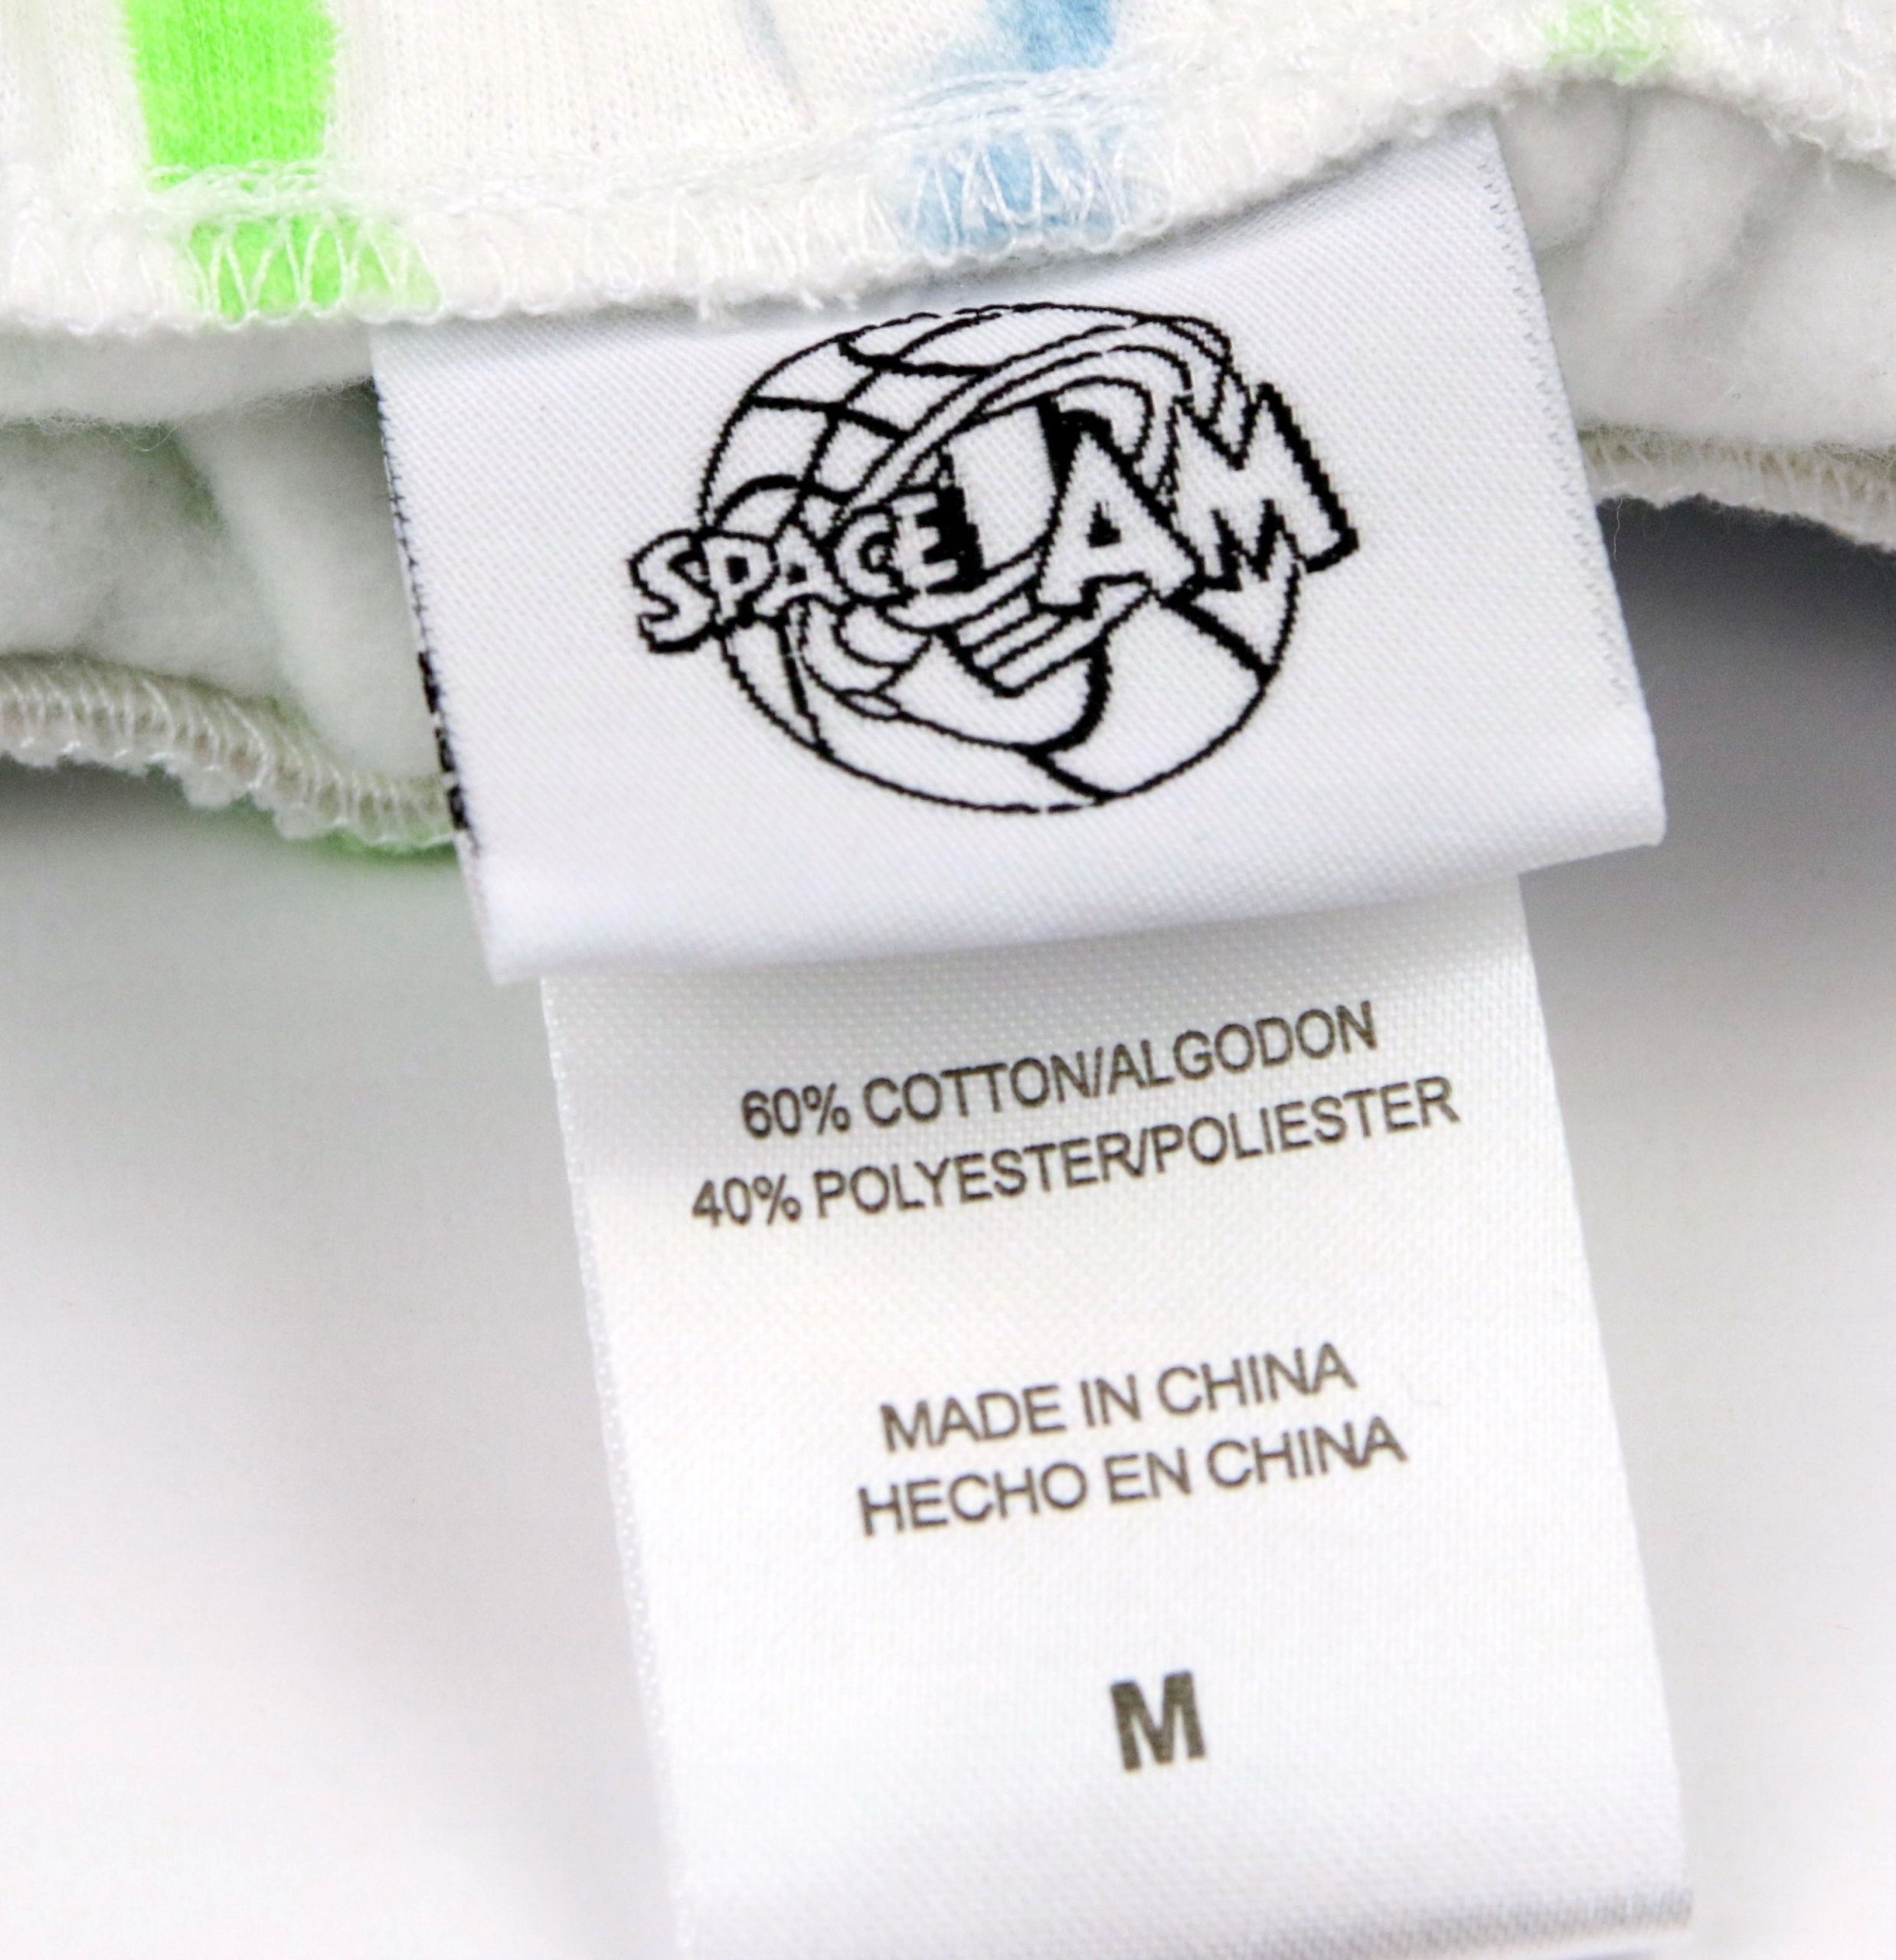 SPACE JAM
60% COTTON/ALGODON
40% POLYESTER/POLIESTER
MADE IN CHINA
HECHO EN CHINA
M